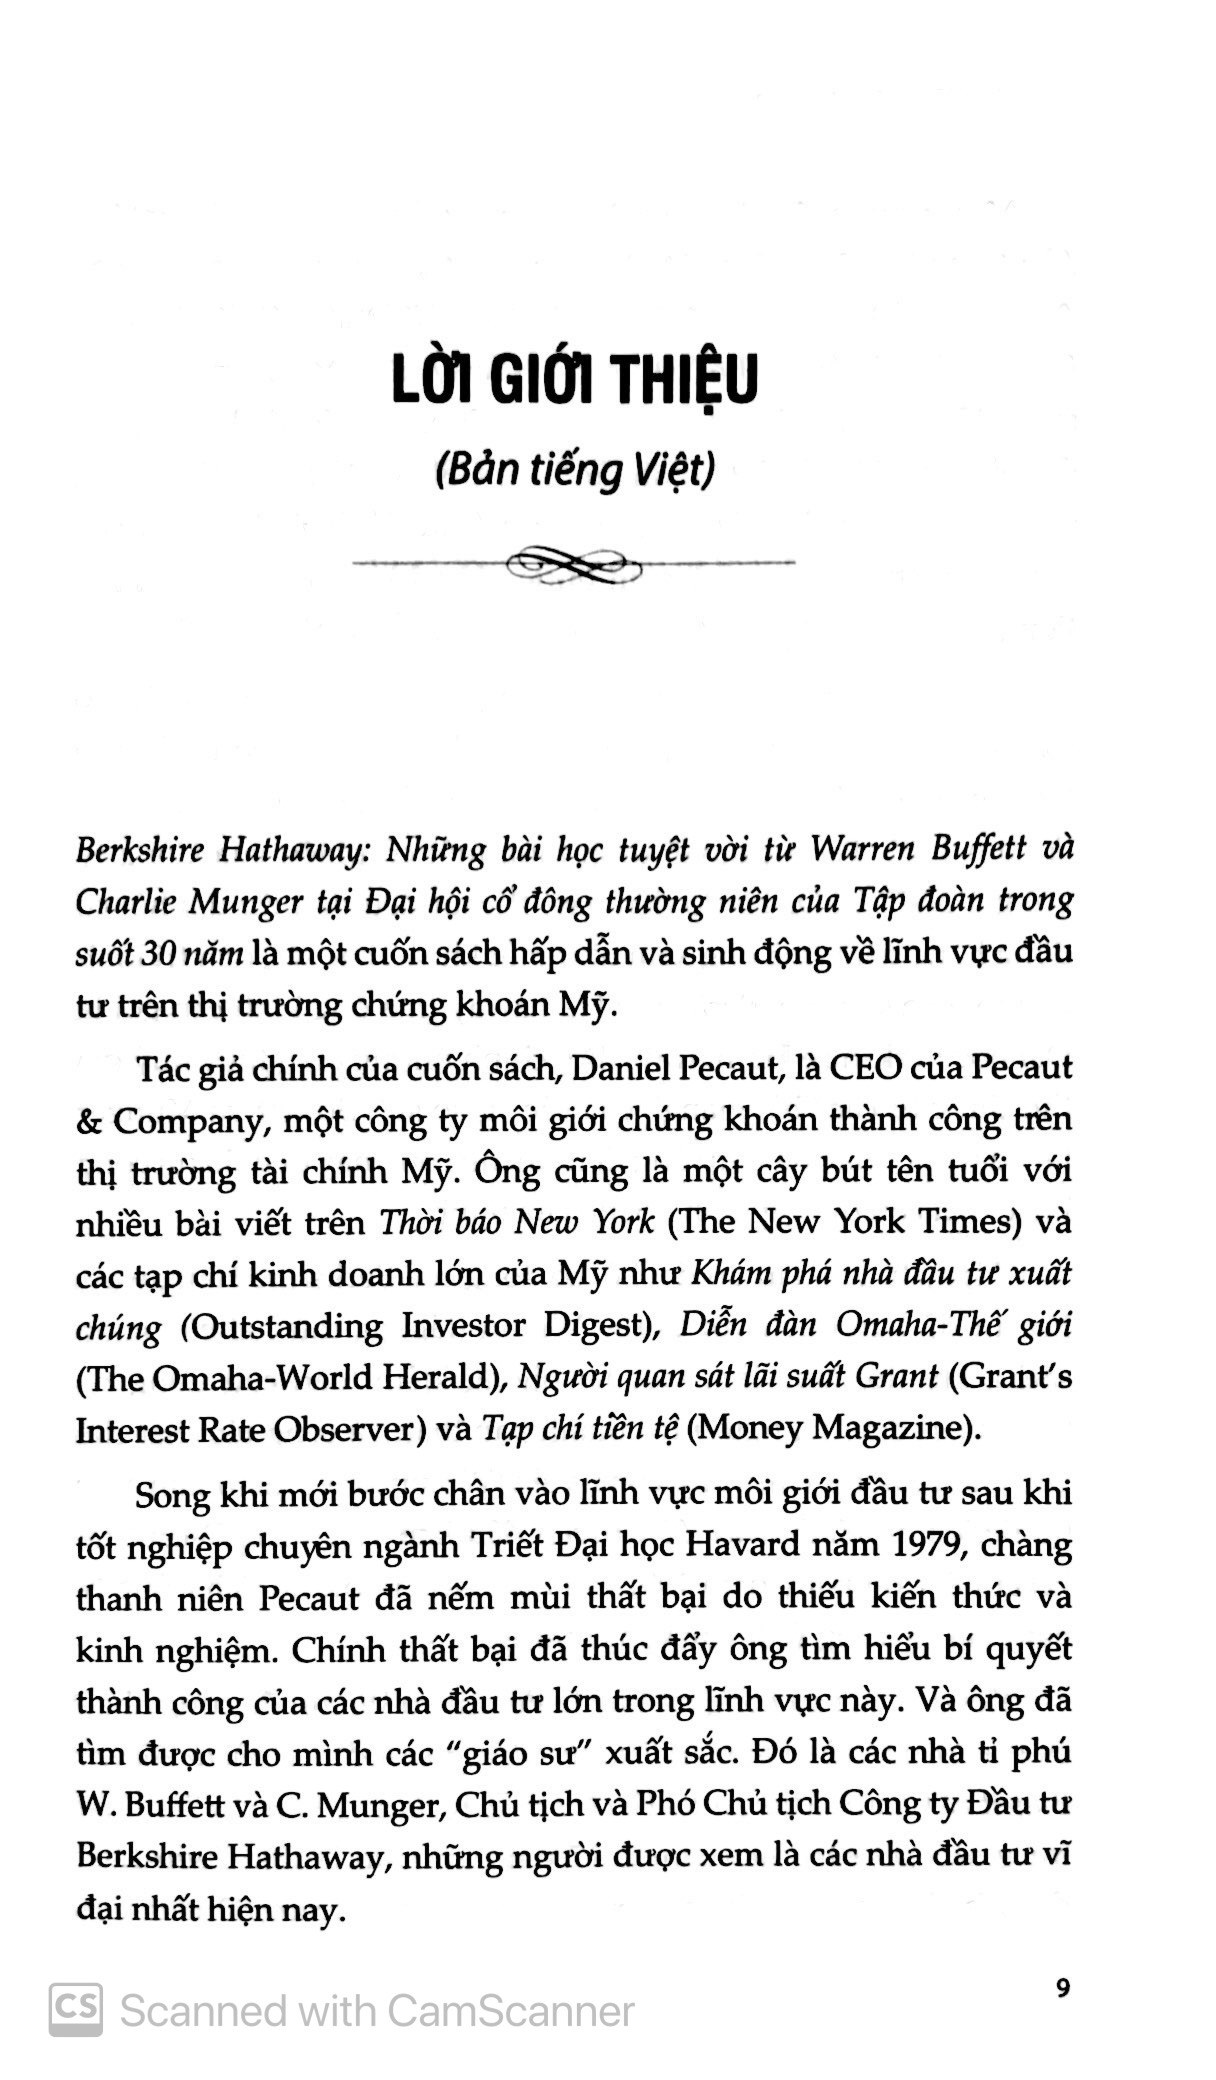 LỜI GIỚI THIỆU
(Bản tiếng Việt)
Berkshire Hathaway: Những bài học tuyệt vời từ Warren Buffett và
Charlie Munger tại Đại hội cổ đông thường niên của Tập đoàn trong
suốt 30 năm là một cuốn sách hấp dẫn và sinh động về lĩnh vực đầu
tư trên thị trường chứng khoán Mỹ.
Tác giả chính của cuốn sách, Daniel Pecaut, là CEO của Pecaut
& Company, một công ty môi giới chứng khoán thành công trên
thị trường tài chính Mỹ. Ông cũng là một cây bút tên tuổi với
nhiều bài viết trên Thời báo New York (The New York Times) và
các tạp chí kinh doanh lớn của Mỹ như Khám phá nhà đầu tư xuất
chúng (Outstanding Investor Digest), Diễn đàn Omaha-Thế giới
(The Omaha-World Herald), Người quan sát lãi suất Grant (Grant's
Interest Rate Observer) và Tạp chí tiền tệ (Money Magazine).
Song khi mới bước chân vào lĩnh vực môi giới đầu tư sau khi
tốt nghiệp chuyên ngành Triết Đại học Havard năm 1979, chàng
thanh niên Pecaut đã nếm mùi thất bại do thiếu kiến thức và
kinh nghiệm. Chính thất bại đã thúc đẩy ông tìm hiểu bí quyết
thành công của các nhà đầu tư lớn trong lĩnh vực này. Và ông đã
tìm được cho mình các "giáo sư" xuất sắc. Đó là các nhà tỉ phú
W. Buffett và C. Munger, Chủ tịch và Phó Chủ tịch Công ty Đầu tư
Berkshire Hathaway, những người được xem là các nhà đầu tư vĩ
đại nhất hiện nay.
9
CS Scanned with CamScanner